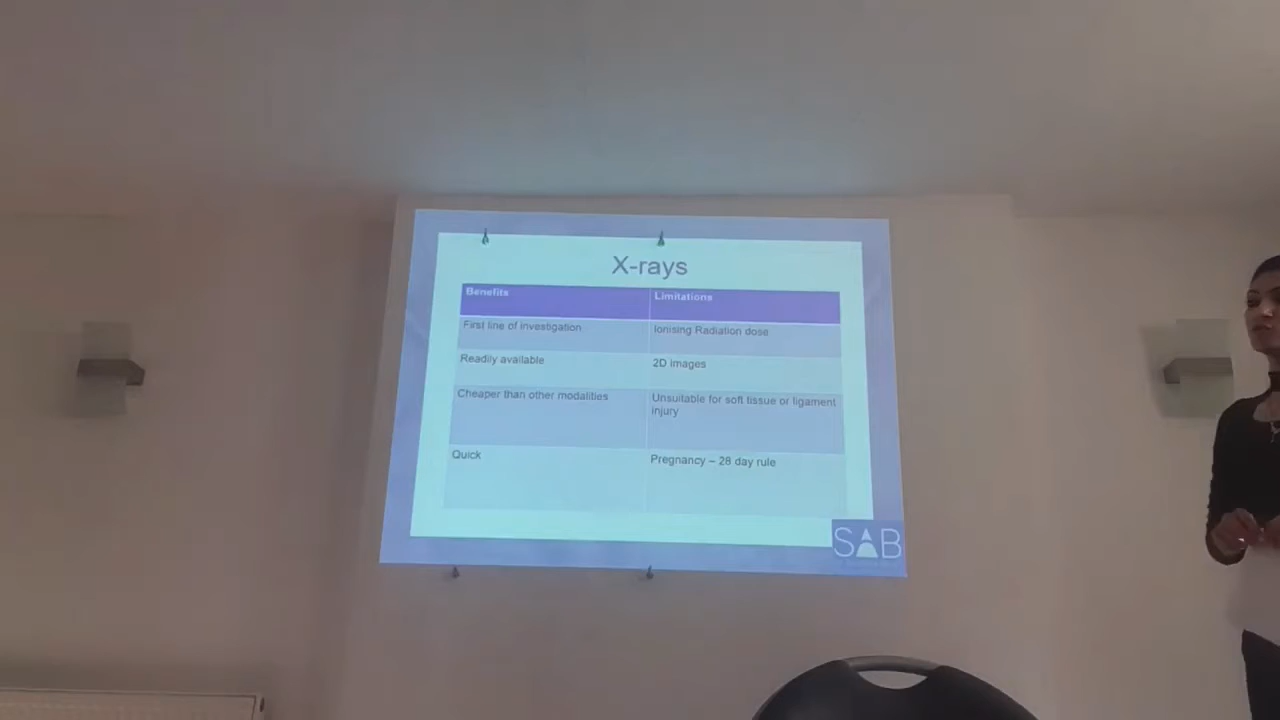 X-rays
Benefits
Limitations
First line of investigation
Ionising Radiation dose
Readily available
2D images
Cheaper than other modalities
Unsuitable for soft tissue or ligament
injury
Quick
Pregnancy – 28 day rule
SAB